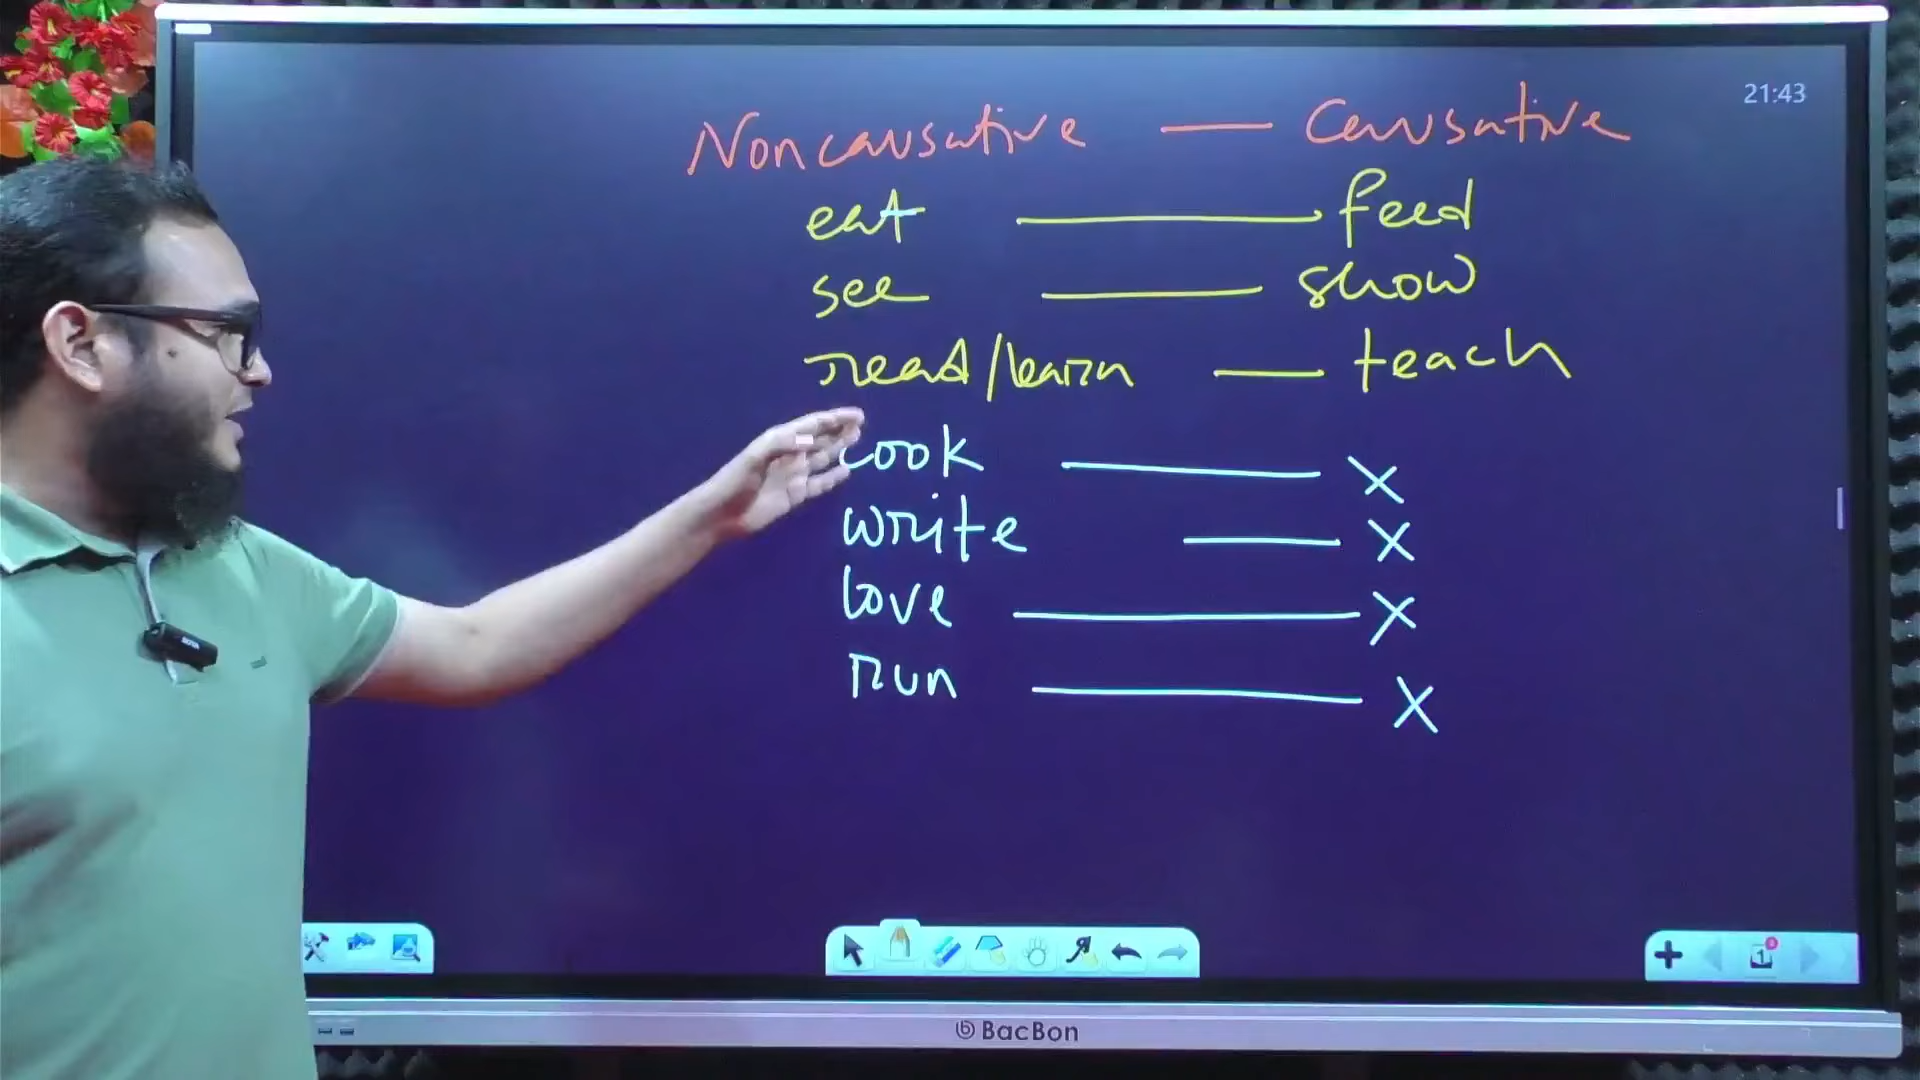 21:43
Noncausative — Causative
eat — feed
see — show
read/learn — teach
cook — X
write — X
love — X
run — X
BacBon